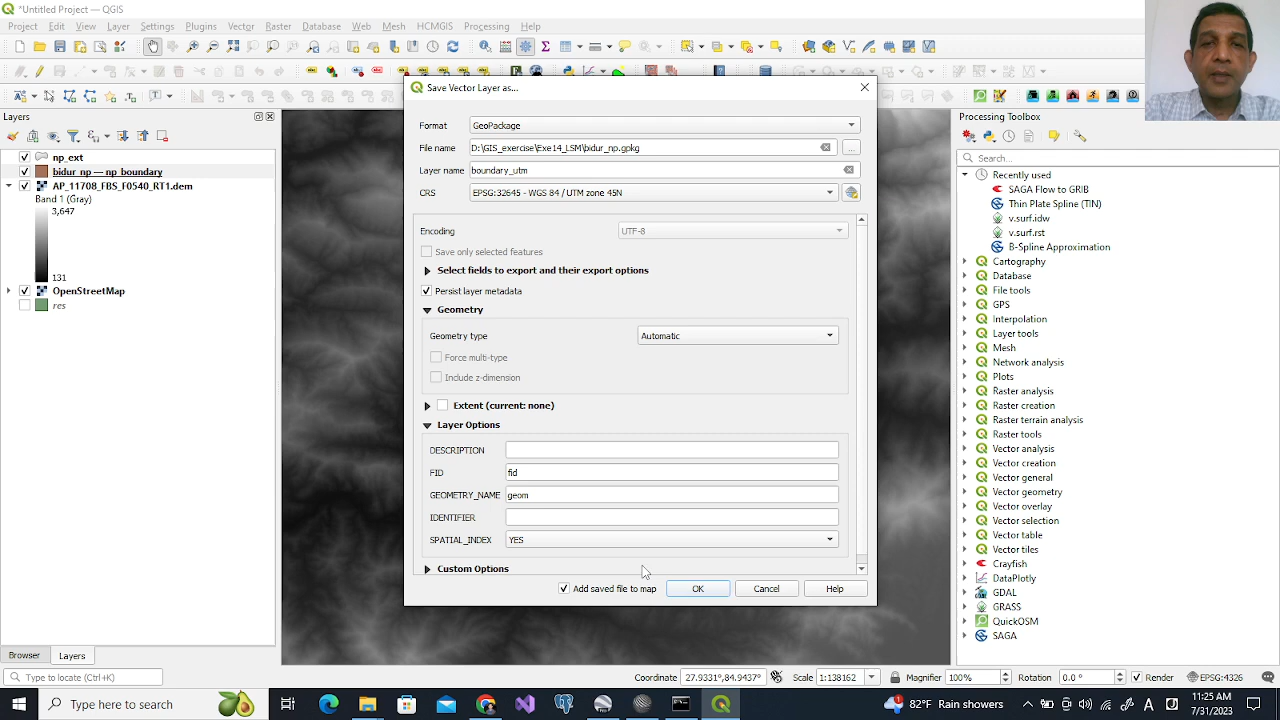 *Untitled Project — QGIS
Project Edit View Layer Settings Plugins Vector Raster Database Web Mesh HCMGIS Processing Help
Save Vector Layer as...
Format GeoPackage
File name D:\GIS_exercise\Exe14_LSM\bidur_np.gpkg ...
Layer name boundary_utm
CRS EPSG:32645 - WGS 84 / UTM zone 45N
Encoding UTF-8
Save only selected features
Select fields to export and their export options
Persist layer metadata
Geometry
Geometry type Automatic
Force multi-type
Include z-dimension
Extent (current: none)
Layer Options
DESCRIPTION
FID fid
GEOMETRY_NAME geom
IDENTIFIER
SPATIAL_INDEX YES
Custom Options
Add saved file to map OK Cancel Help
Layers
np_ext
bidur_np — np_boundary
AP_11708_FBS_F0540_RT1.dem
Band 1 (Gray)
3,647
131
OpenStreetMap
res
Browser Layers
Processing Toolbox
Search...
Recently used
SAGA Flow to GRIB
Thin Plate Spline (TIN)
v.surf.idw
v.surf.rst
B-Spline Approximation
Cartography
Database
File tools
GPS
Interpolation
Layer tools
Mesh
Network analysis
Plots
Raster analysis
Raster creation
Raster terrain analysis
Raster tools
Vector analysis
Vector creation
Vector general
Vector geometry
Vector overlay
Vector selection
Vector table
Vector tiles
Crayfish
DataPlotly
GDAL
GRASS
QuickOSM
SAGA
Type to locate (Ctrl+K) Coordinate 27.9331°,84.9437° Scale 1:138162 Magnifier 100% Rotation 0.0 ° Render EPSG:4326
Type here to search 82°F Rain showers 11:25 AM
7/31/2023